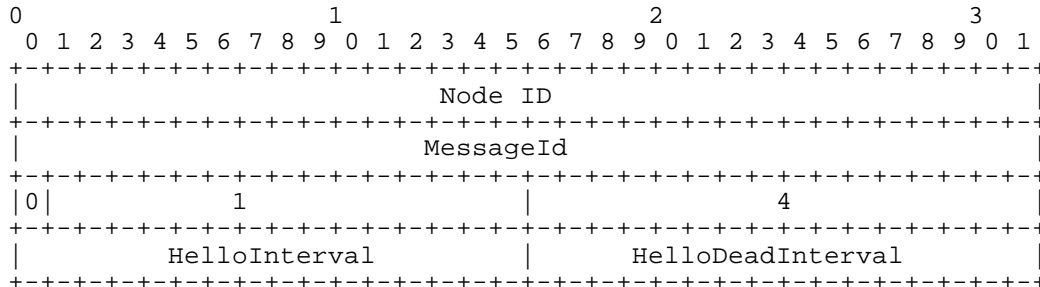 0                   1                   2                   3
 0 1 2 3 4 5 6 7 8 9 0 1 2 3 4 5 6 7 8 9 0 1 2 3 4 5 6 7 8 9 0 1
+-+-+-+-+-+-+-+-+-+-+-+-+-+-+-+-+-+-+-+-+-+-+-+-+-+-+-+-+-+-+-+-+
|                          Node ID                              |
+-+-+-+-+-+-+-+-+-+-+-+-+-+-+-+-+-+-+-+-+-+-+-+-+-+-+-+-+-+-+-+-+
|                         MessageId                             |
+-+-+-+-+-+-+-+-+-+-+-+-+-+-+-+-+-+-+-+-+-+-+-+-+-+-+-+-+-+-+-+-+
|0|           1                 |               4               |
+-+-+-+-+-+-+-+-+-+-+-+-+-+-+-+-+-+-+-+-+-+-+-+-+-+-+-+-+-+-+-+-+
|         HelloInterval         |      HelloDeadInterval        |
+-+-+-+-+-+-+-+-+-+-+-+-+-+-+-+-+-+-+-+-+-+-+-+-+-+-+-+-+-+-+-+-+